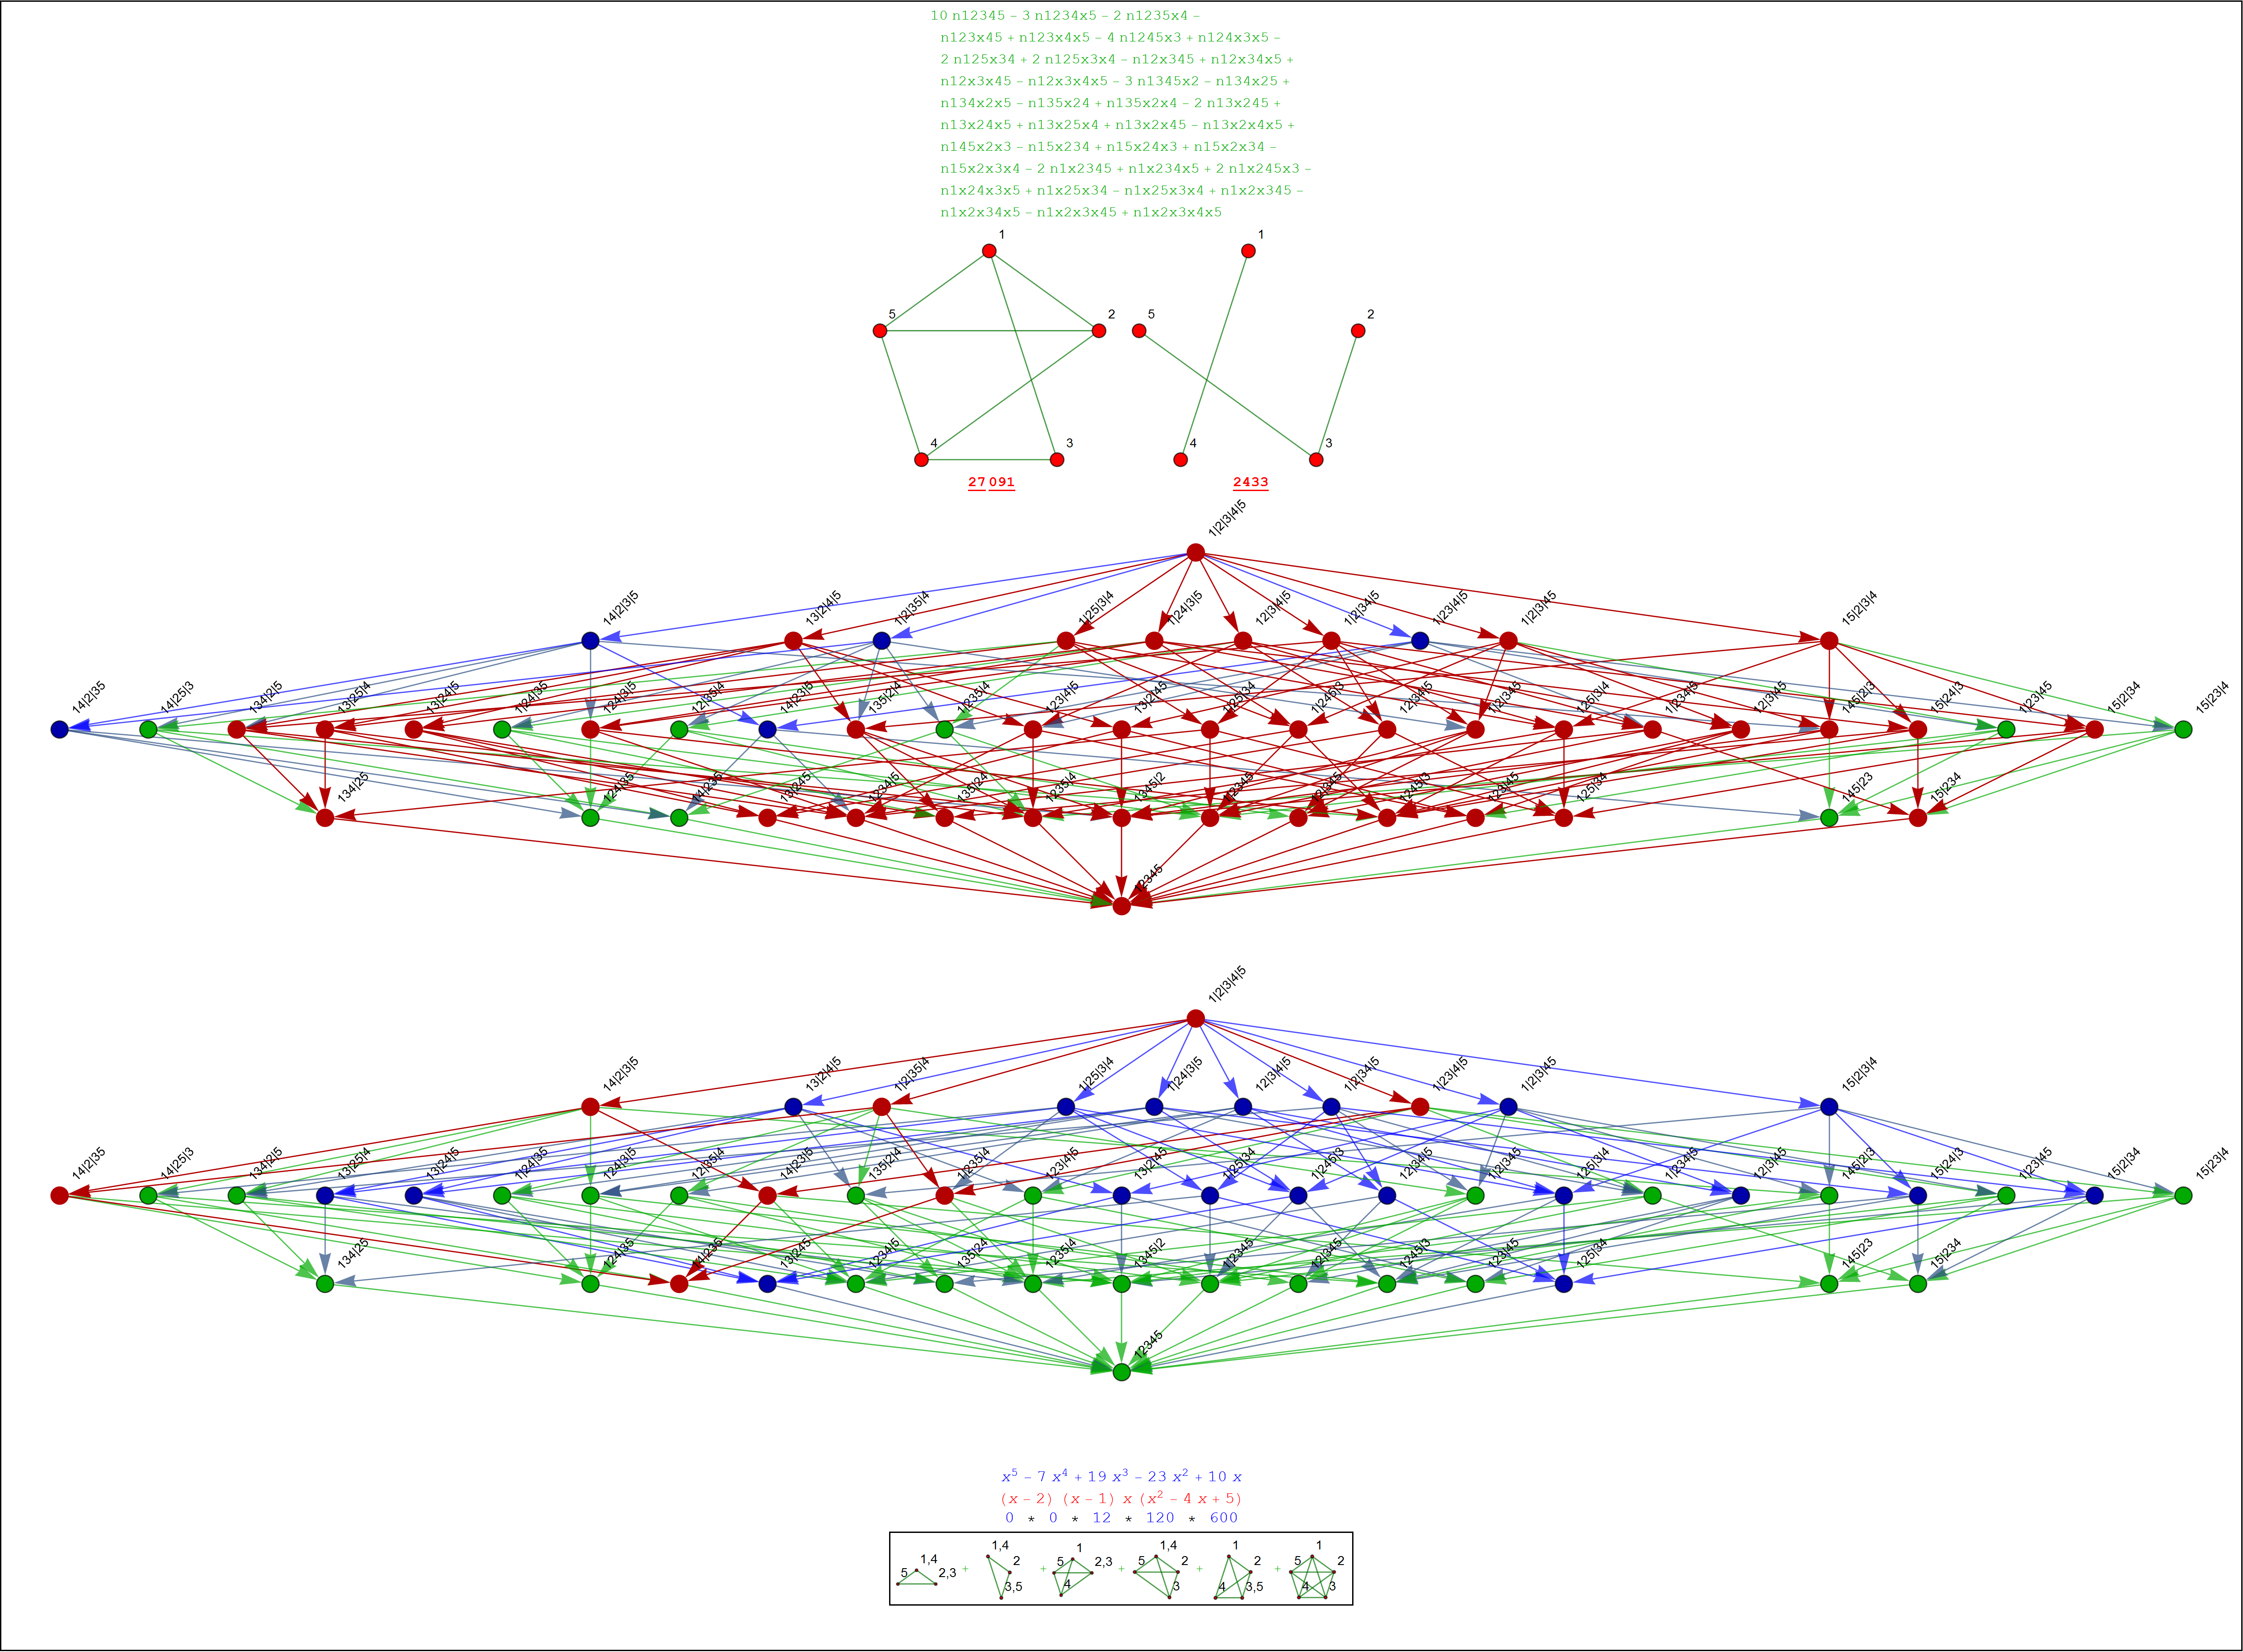 10 n12345 – 3 n1234x5 – 2 n1235x4 –
n123x45 + n123x4x5 – 4 n1245x3 + n124x3x5 –
2 n125x34 + 2 n125x3x4 – n12x345 + n12x34x5 +
n12x3x45 – n12x3x4x5 – 3 n1345x2 – n134x25 +
n134x2x5 – n135x24 + n135x2x4 – 2 n13x245 +
n13x24x5 + n13x25x4 + n13x2x45 – n13x2x4x5 +
n145x2x3 – n15x234 + n15x24x3 + n15x2x34 –
n15x2x3x4 – 2 n1x2345 + n1x234x5 + 2 n1x245x3 –
n1x24x3x5 + n1x25x34 – n1x25x3x4 + n1x2x345 –
n1x2x34x5 – n1x2x3x45 + n1x2x3x4x5
1 1
5 2 5 2
4 3 4 3
27 091 2433
1|2|3|4|5
14|2|3|5 13|2|4|5 1|2|35|4 1|25|3|4 1|24|3|5 12|3|4|5 1|2|34|5 1|23|4|5 1|2|3|45 15|2|3|4
14|2|35 14|25|3 134|2|5 13|25|4 13|24|5 1|24|35 124|3|5 12|35|4 14|23|5 135|2|4 1|235|4 123|4|5 13|2|45 1|25|34 1|245|3 12|34|5 1|2|345 125|3|4 1|234|5 12|3|45 145|2|3 15|24|3 1|23|45 15|2|34 15|23|4
134|25 124|35 14|235 13|245 1234|5 135|24 1235|4 1345|2 1|2345 12|345 1245|3 123|45 125|34 145|23 15|234
12345
1|2|3|4|5
14|2|3|5 13|2|4|5 1|2|35|4 1|25|3|4 1|24|3|5 12|3|4|5 1|2|34|5 1|23|4|5 1|2|3|45 15|2|3|4
14|2|35 14|25|3 134|2|5 13|25|4 13|24|5 1|24|35 124|3|5 12|35|4 14|23|5 135|2|4 1|235|4 123|4|5 13|2|45 1|25|34 1|245|3 12|34|5 1|2|345 125|3|4 1|234|5 12|3|45 145|2|3 15|24|3 1|23|45 15|2|34 15|23|4
134|25 124|35 14|235 13|245 1234|5 135|24 1235|4 1345|2 1|2345 12|345 1245|3 123|45 125|34 145|23 15|234
12345
x⁵ – 7 x⁴ + 19 x³ – 23 x² + 10 x
(x – 2) (x – 1) x (x² – 4 x + 5)
0 * 0 * 12 * 120 * 600
5 1,4 2,3 + 1,4 2 3,5 + 5 1 2,3 4 + 5 1,4 2 3 + 1 2 4 3,5 + 5 1 2 4 3